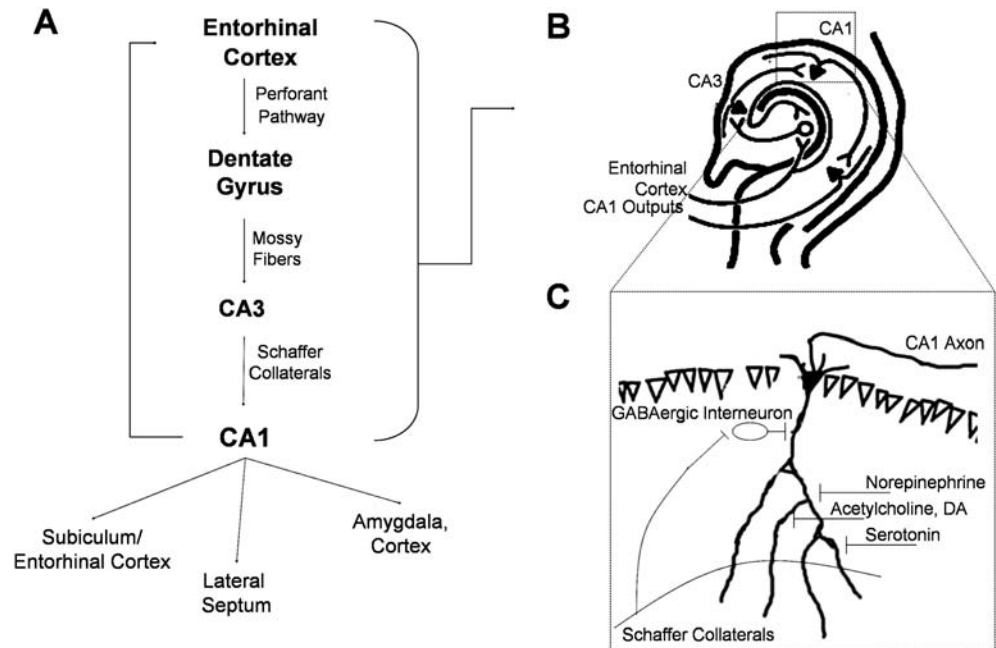 A
Entorhinal
Cortex
Perforant
Pathway
Dentate
Gyrus
Mossy
Fibers
CA3
Schaffer
Collaterals
CA1
Subiculum/
Entorhinal Cortex
Lateral
Septum
Amygdala,
Cortex
B
CA1
CA3
Entorhinal
Cortex
CA1 Outputs
C
CA1 Axon
GABAergic Interneuron
Norepinephrine
Acetylcholine, DA
Serotonin
Schaffer Collaterals